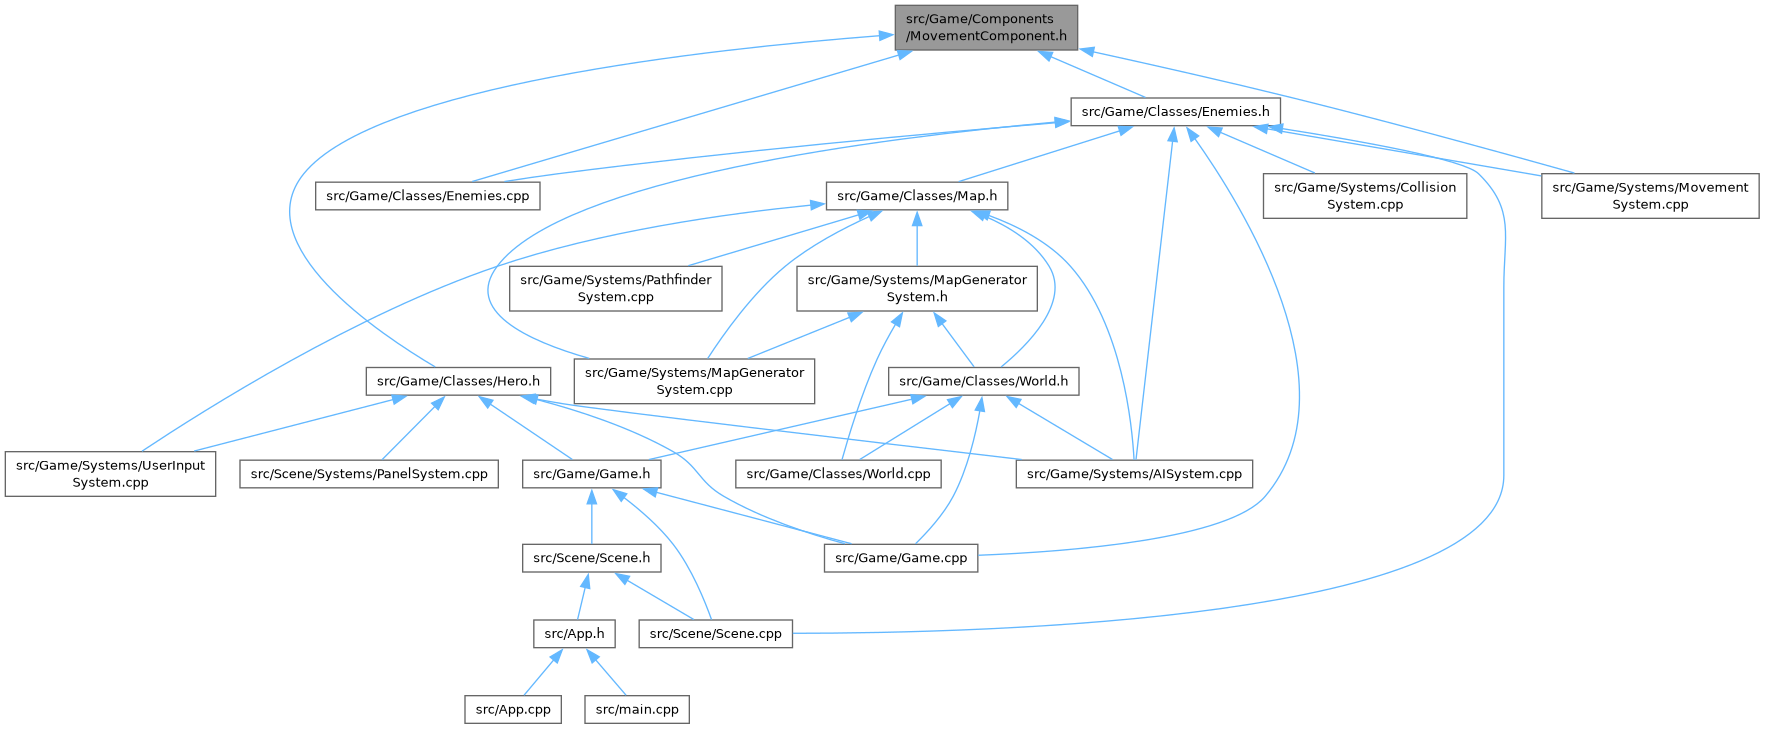 src/Game/Components
/MovementComponent.h
src/Game/Classes/Enemies.h
src/Game/Classes/Enemies.cpp
src/Game/Classes/Map.h
src/Game/Systems/Collision
System.cpp
src/Game/Systems/Movement
System.cpp
src/Game/Systems/Pathfinder
System.cpp
src/Game/Systems/MapGenerator
System.h
src/Game/Classes/Hero.h
src/Game/Systems/MapGenerator
System.cpp
src/Game/Classes/World.h
src/Game/Systems/UserInput
System.cpp
src/Scene/Systems/PanelSystem.cpp
src/Game/Game.h
src/Game/Classes/World.cpp
src/Game/Systems/AISystem.cpp
src/Scene/Scene.h
src/Game/Game.cpp
src/App.h
src/Scene/Scene.cpp
src/App.cpp
src/main.cpp